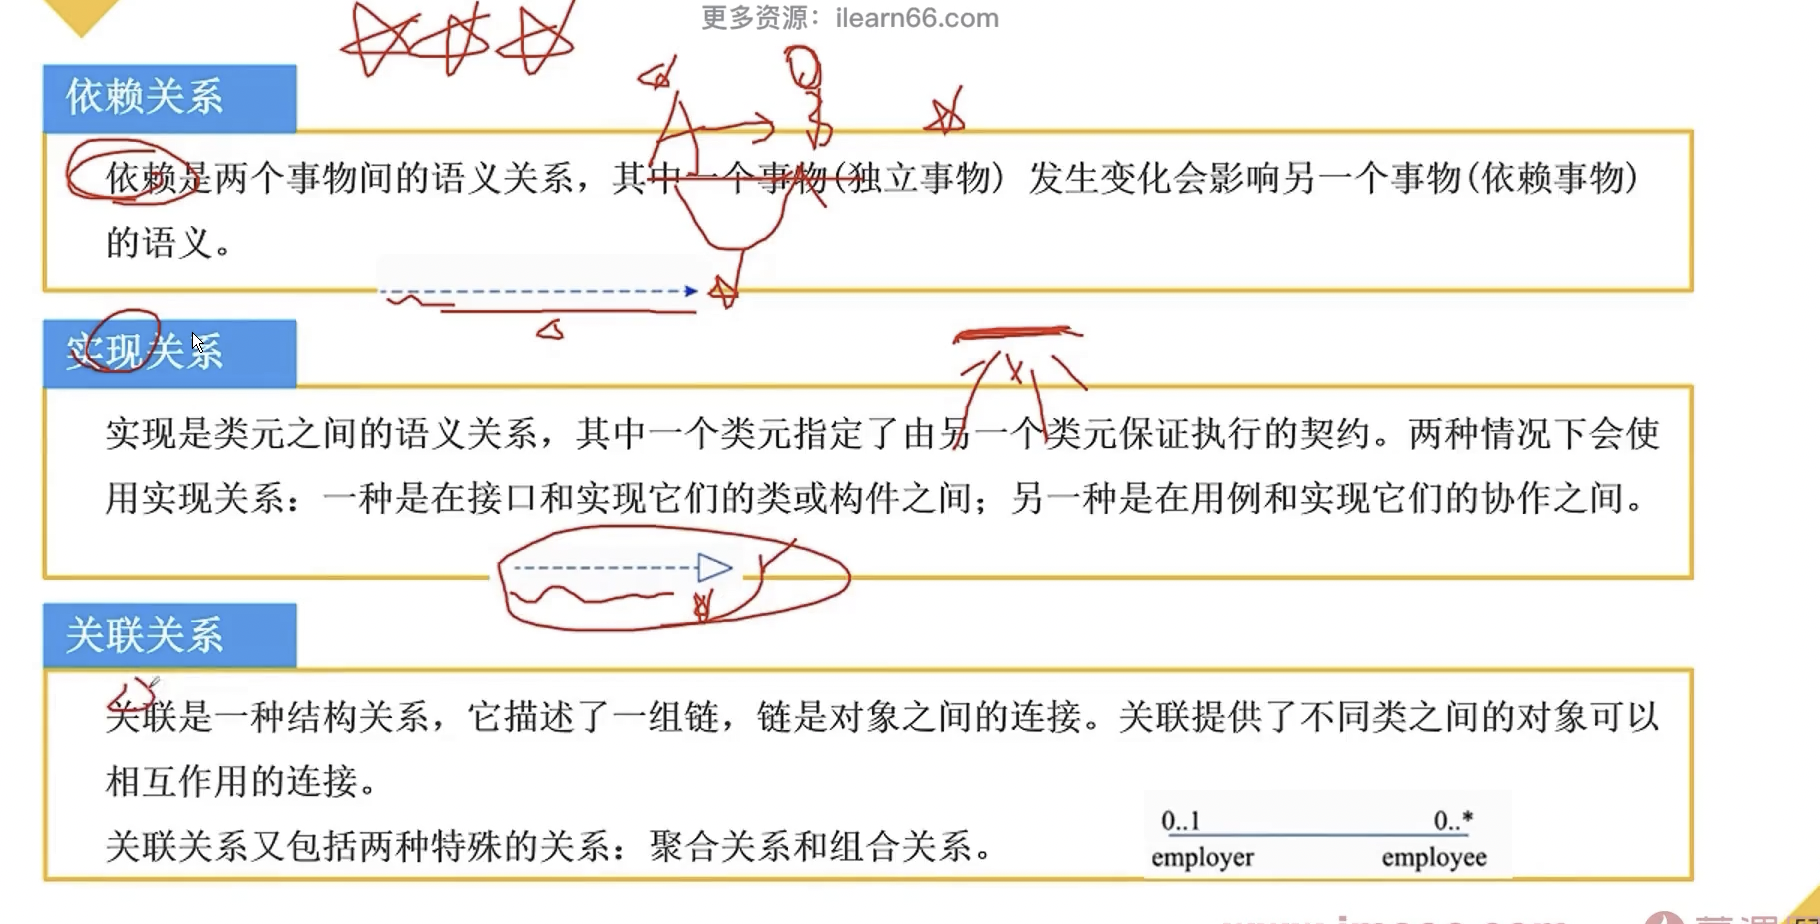 更多资源：ilearn66.com
依赖关系
依赖是两个事物间的语义关系，其中一个事物(独立事物) 发生变化会影响另一个事物(依赖事物)
的语义。
实现关系
实现是类元之间的语义关系，其中一个类元指定了由另一个类元保证执行的契约。两种情况下会使
用实现关系：一种是在接口和实现它们的类或构件之间；另一种是在用例和实现它们的协作之间。
关联关系
关联是一种结构关系，它描述了一组链，链是对象之间的连接。关联提供了不同类之间的对象可以
相互作用的连接。
关联关系又包括两种特殊的关系：聚合关系和组合关系。
0..1 0..*
employer employee